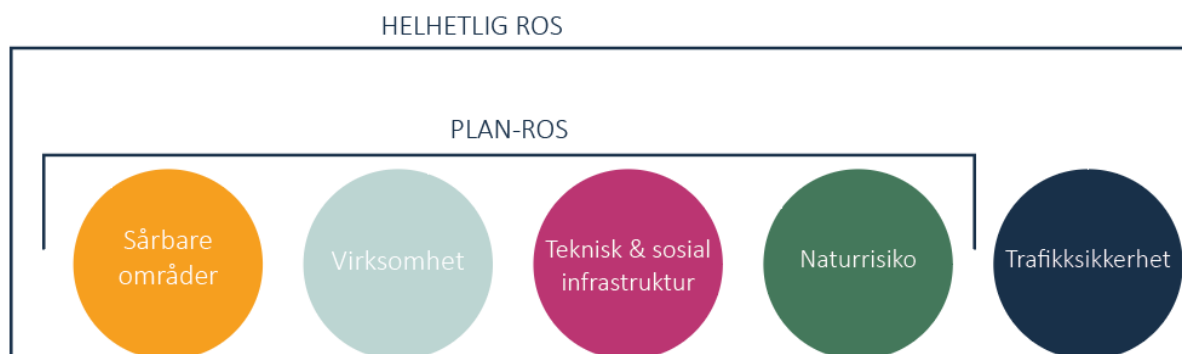 HELHETLIG ROS
PLAN-ROS
Sårbare
områder
Virksomhet
Teknisk & sosial
infrastruktur
Naturrisiko
Trafikksikkerhet